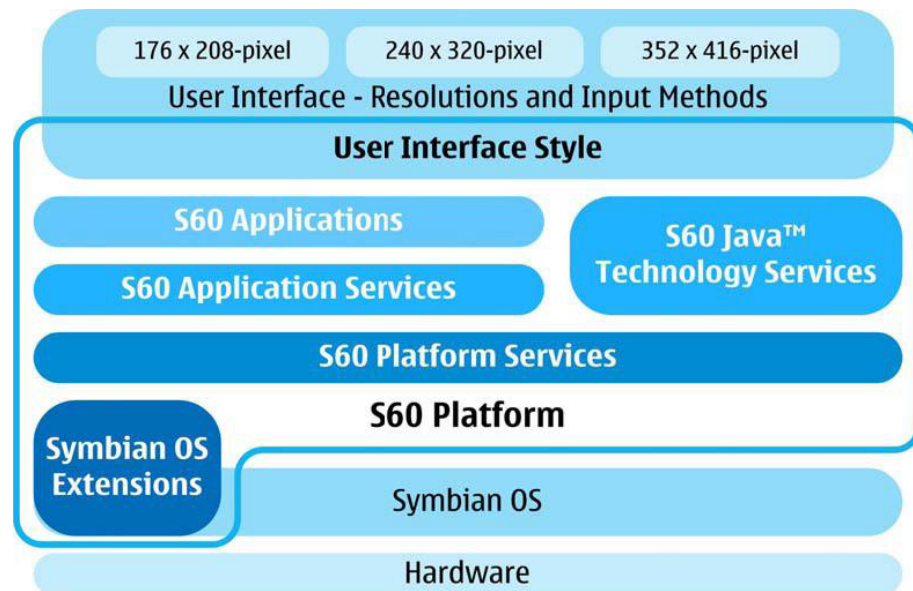 176 x 208-pixel
240 x 320-pixel
352 x 416-pixel
User Interface - Resolutions and Input Methods
User Interface Style
S60 Applications
S60 Java™
Technology Services
S60 Application Services
S60 Platform Services
S60 Platform
Symbian OS
Extensions
Symbian OS
Hardware